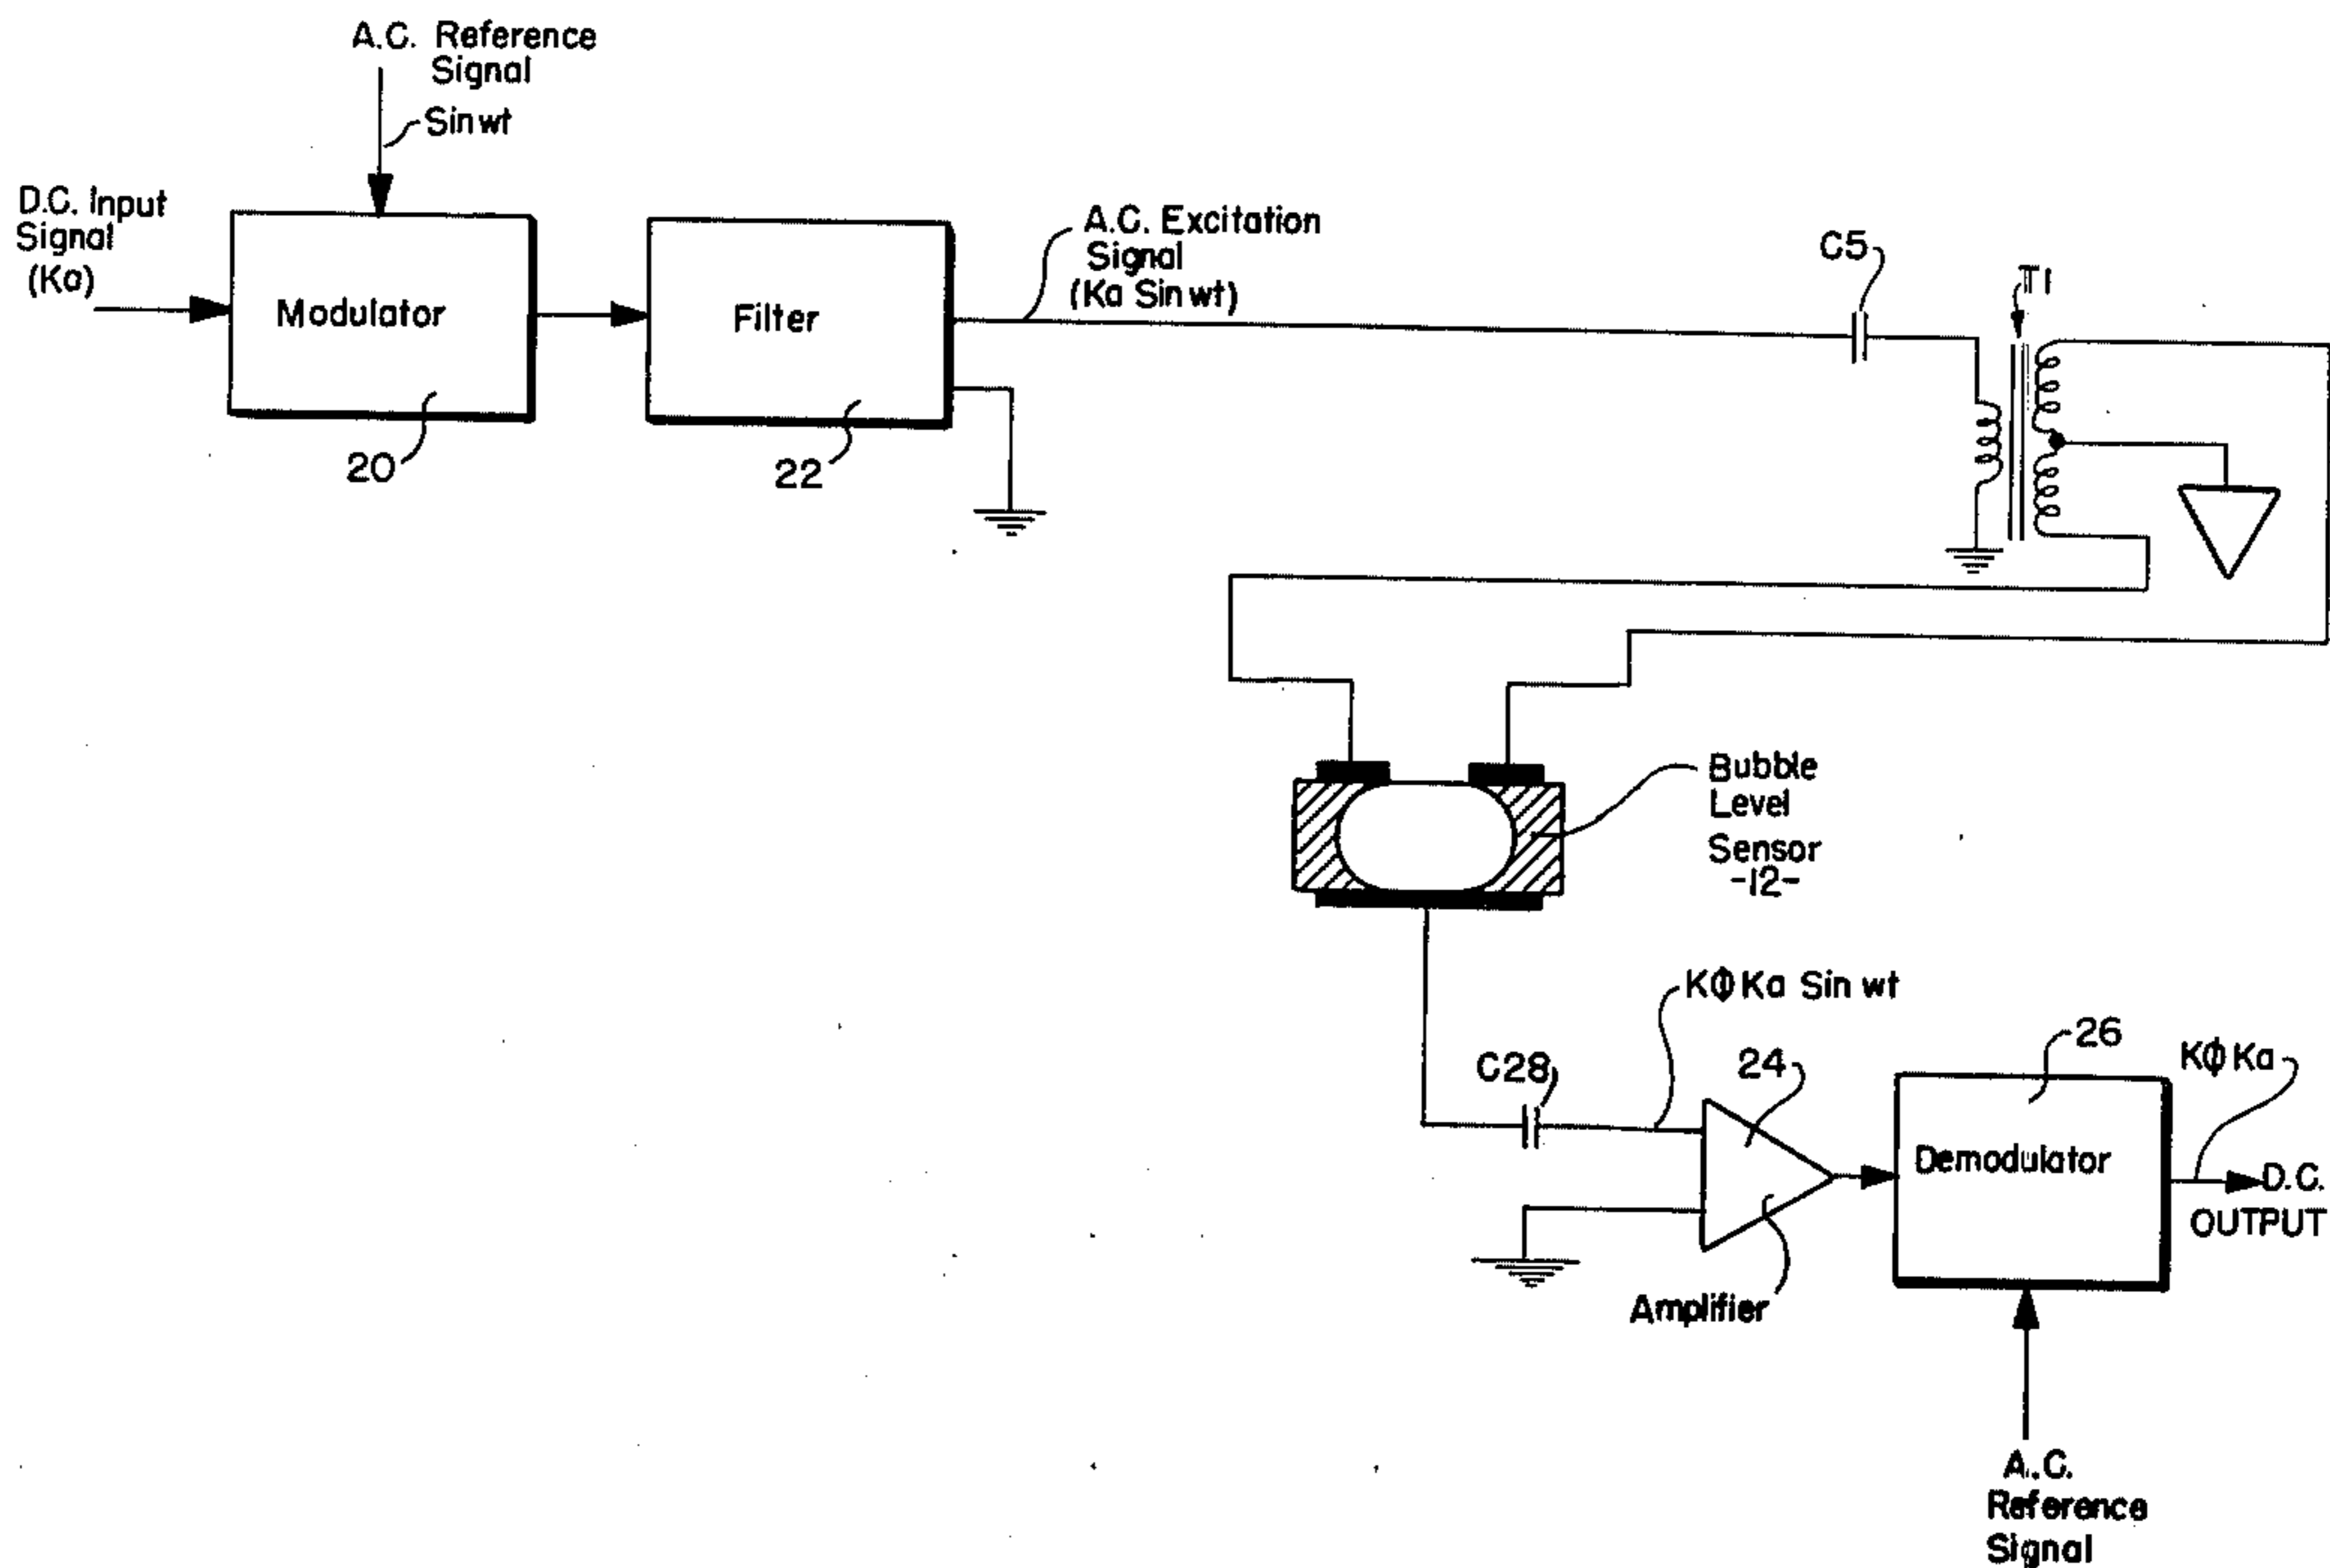 A.C. Reference
Signal
Sin wt
D.C. Input
Signal
(Ka)
Modulator
20
Filter
22
A.C. Excitation
Signal
(Ka Sin wt)
C5
T1
Bubble
Level
Sensor
-12-
KΦ Ka Sin wt
C28
24
Amplifier
26
Demodulator
KΦ Ka
D.C.
OUTPUT
A.C.
Reference
Signal